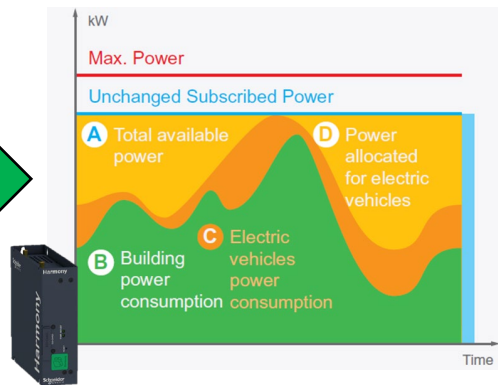 kW
Max. Power
Unchanged Subscribed Power
A Total available
power
D Power
allocated
for electric
vehicles
C Electric
vehicles
power
consumption
B Building
power
consumption
Time
Harmony
Harmony
Schneider